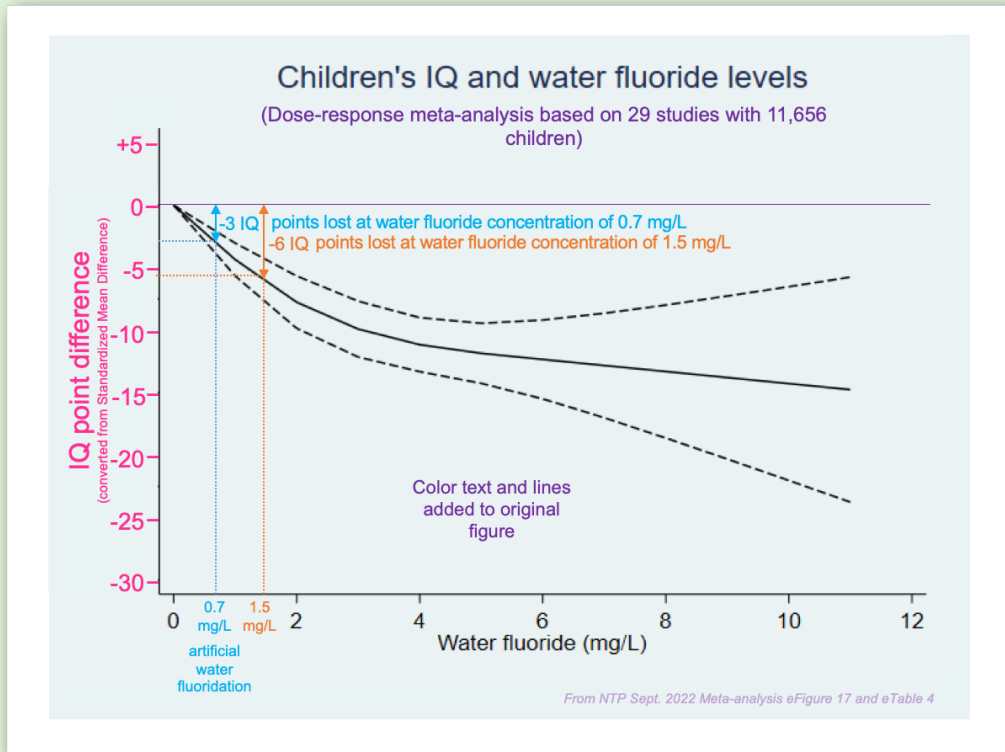 Children's IQ and water fluoride levels
(Dose-response meta-analysis based on 29 studies with 11,656
children)
+5
0
-5
-10
-15
-20
-25
-30
IQ point difference
(converted from Standardized Mean Difference)
-3 IQ points lost at water fluoride concentration of 0.7 mg/L
-6 IQ points lost at water fluoride concentration of 1.5 mg/L
Color text and lines
added to original
figure
0 2 4 6 8 10 12
0.7 1.5
mg/L mg/L
artificial
water
fluoridation
Water fluoride (mg/L)
From NTP Sept. 2022 Meta-analysis eFigure 17 and eTable 4